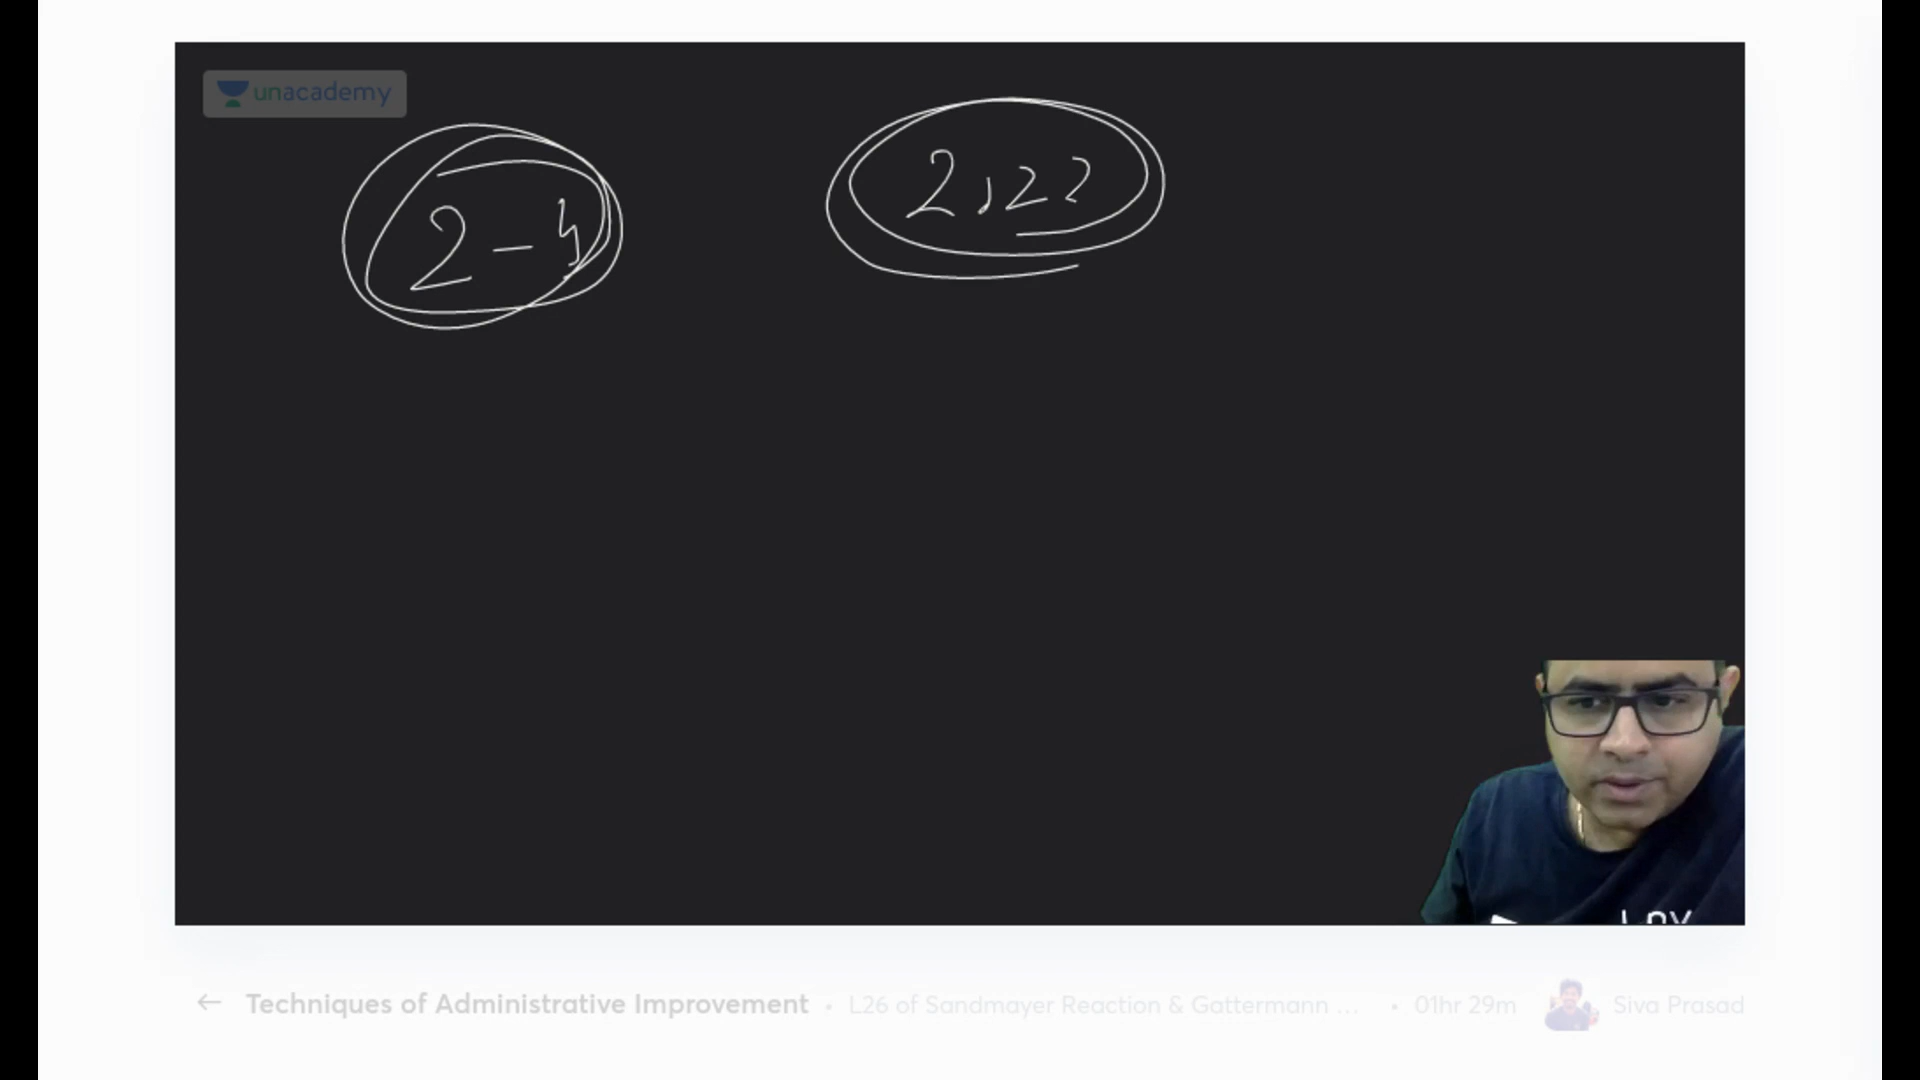 unacademy
2-4
2,22
Techniques of Administrative Improvement • L26 of Sandmayer Reaction & Gattermann ... • 01hr 29m Siva Prasad